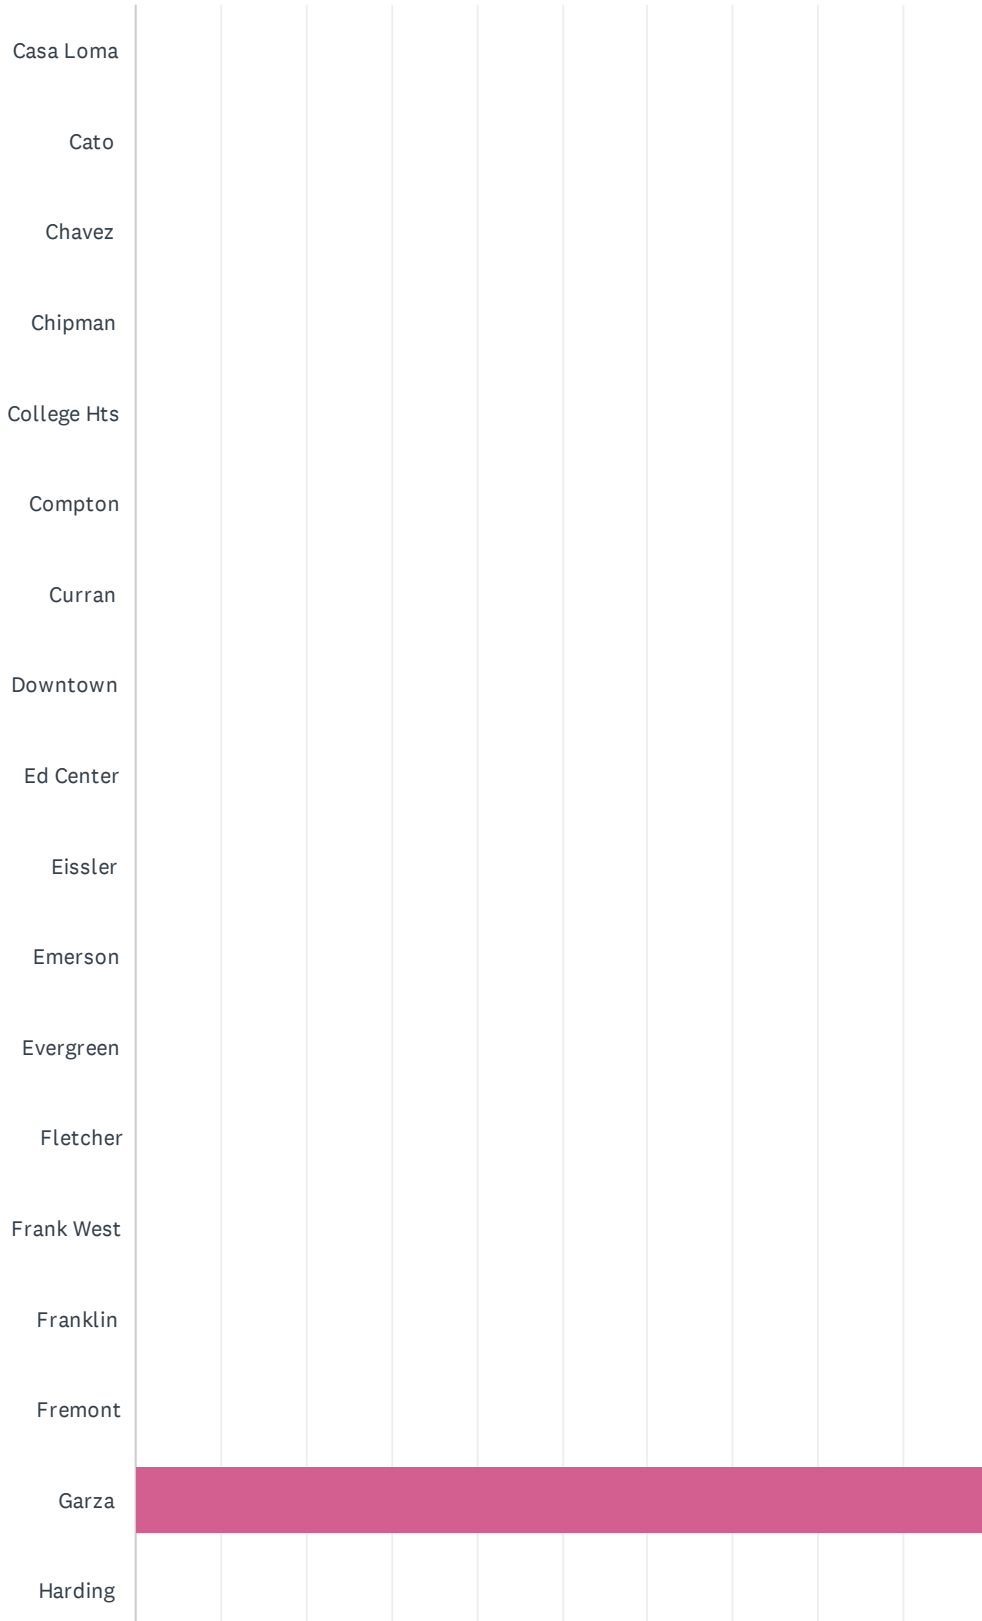 Casa Loma
Cato
Chavez
Chipman
College Hts
Compton
Curran
Downtown
Ed Center
Eissler
Emerson
Evergreen
Fletcher
Frank West
Franklin
Fremont
Garza
Harding